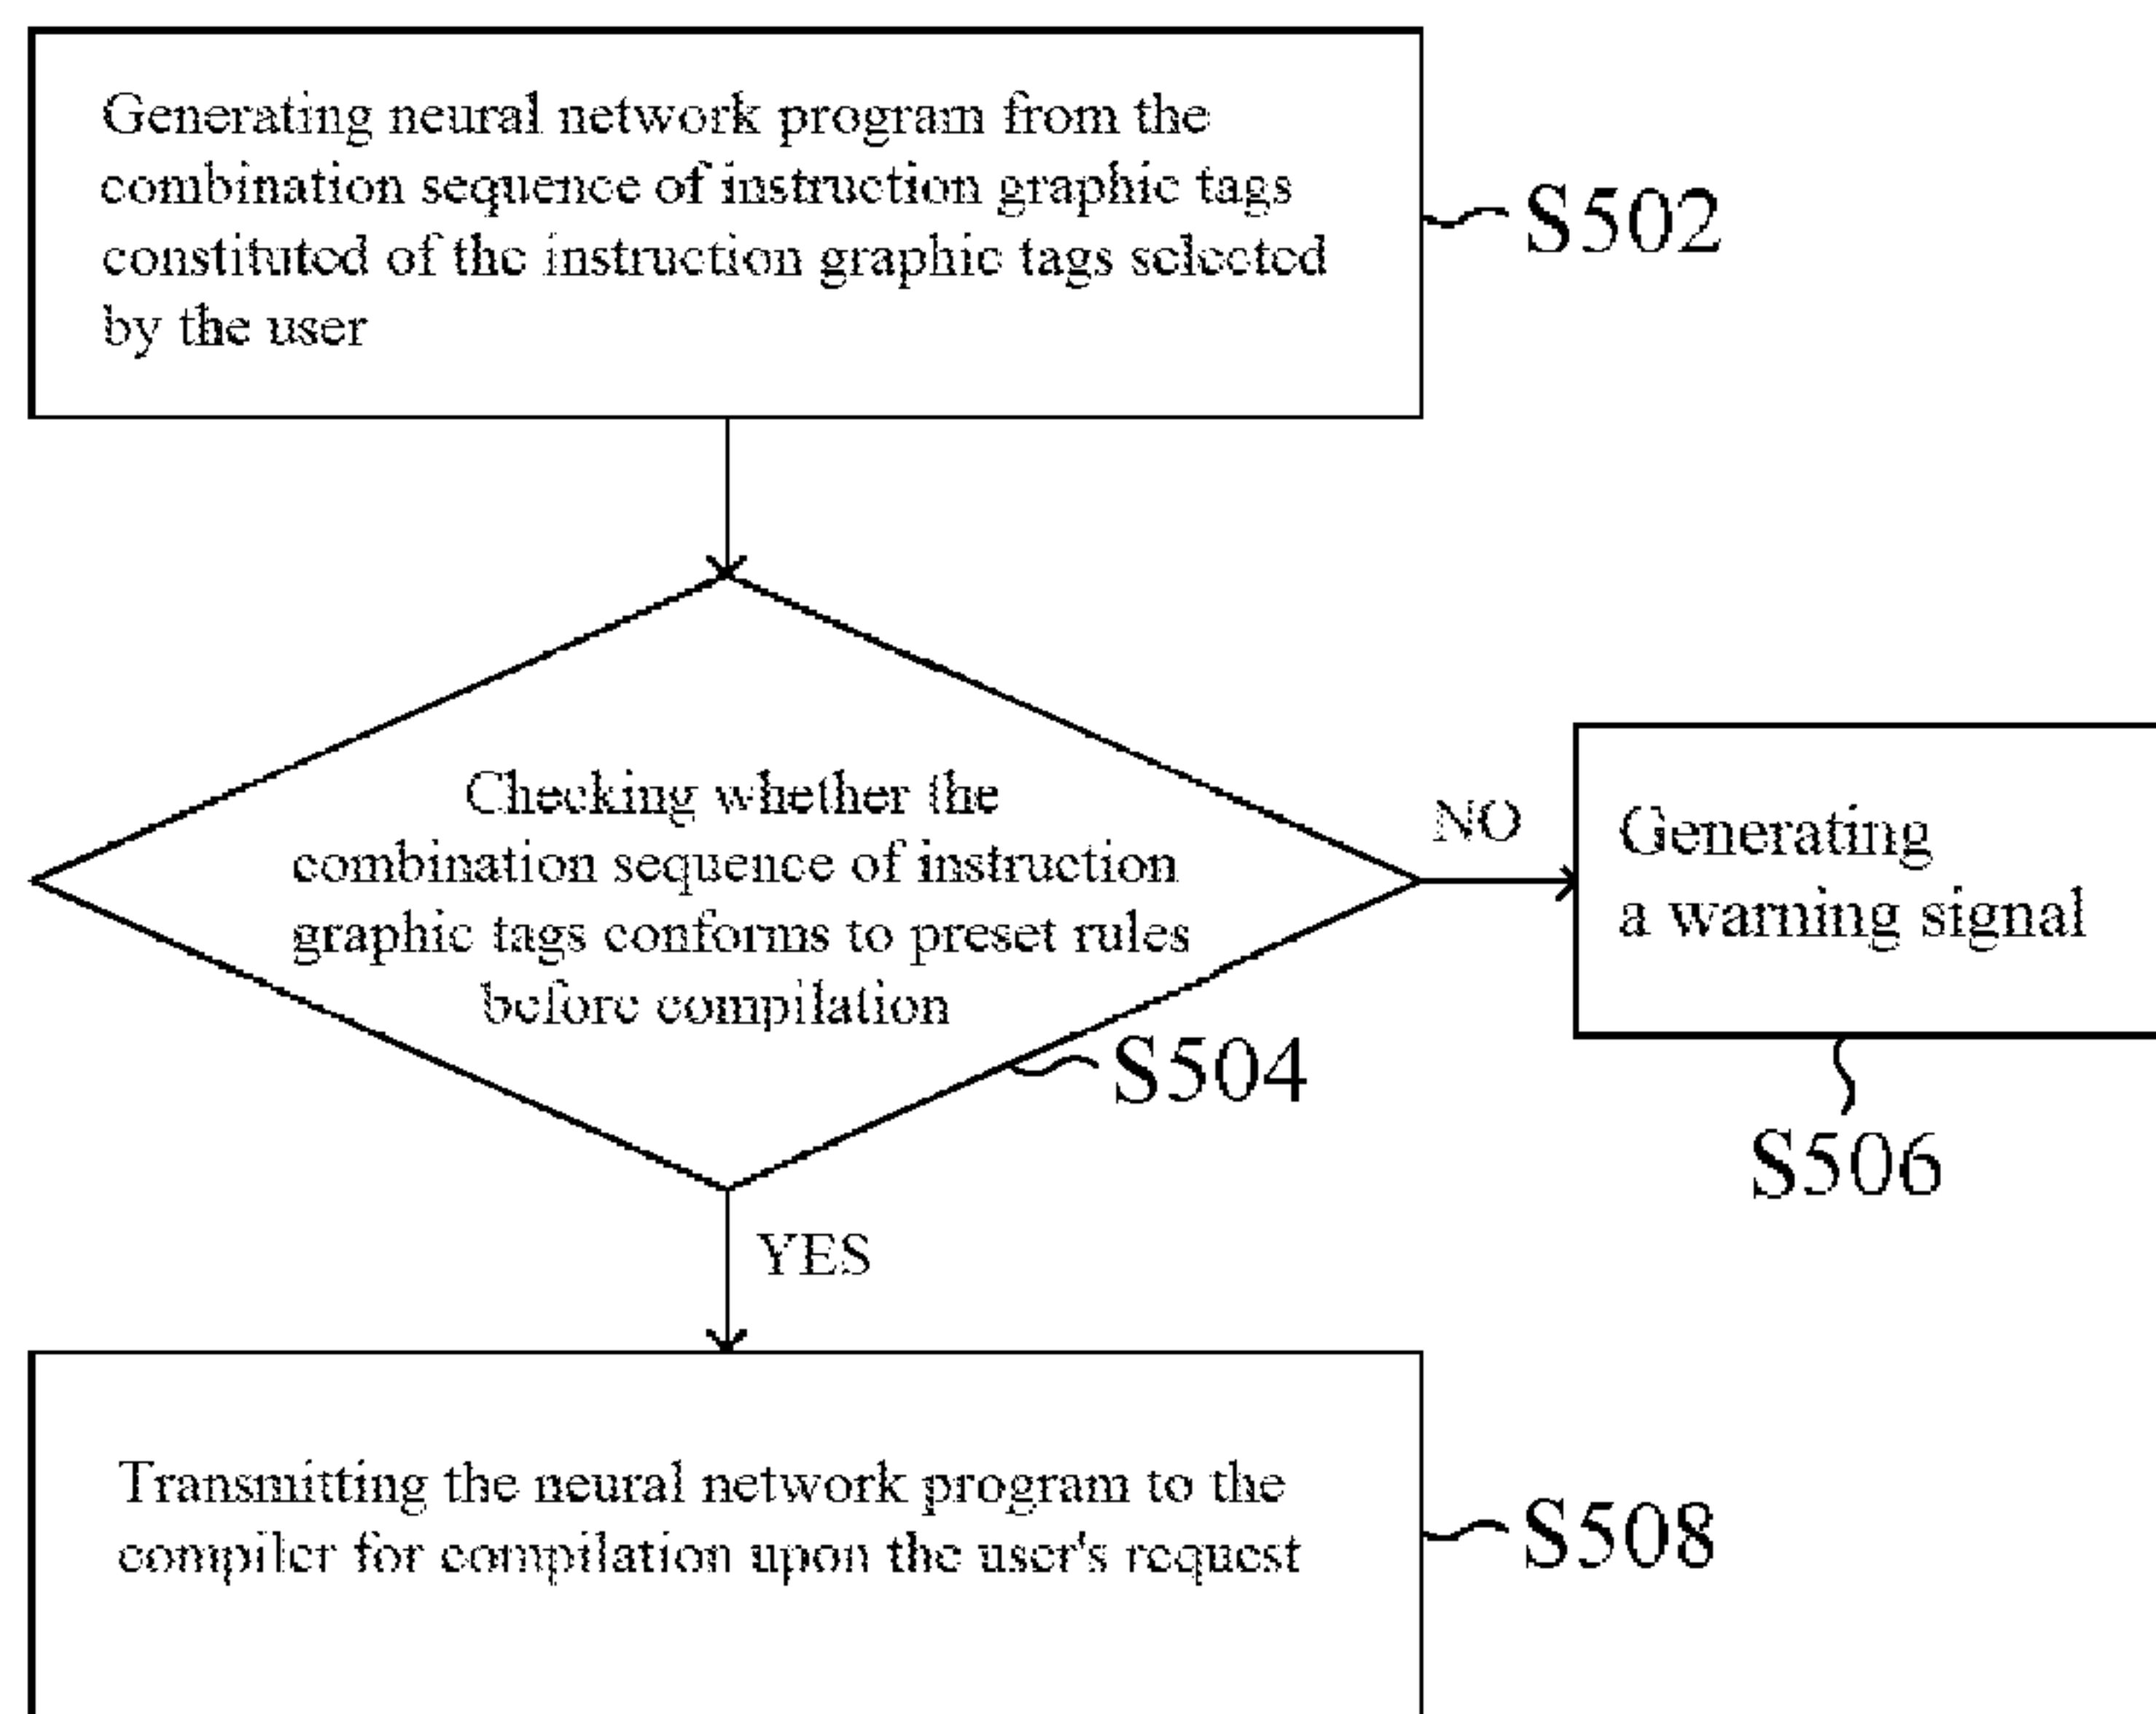 Generating neural network program from the
combination sequence of instruction graphic tags
constituted of the instruction graphic tags selected
by the user
S502
Checking whether the
combination sequence of instruction
graphic tags conforms to preset rules
before compilation
S504
NO
Generating
a warning signal
S506
YES
Transmitting the neural network program to the
compiler for compilation upon the user's request
S508